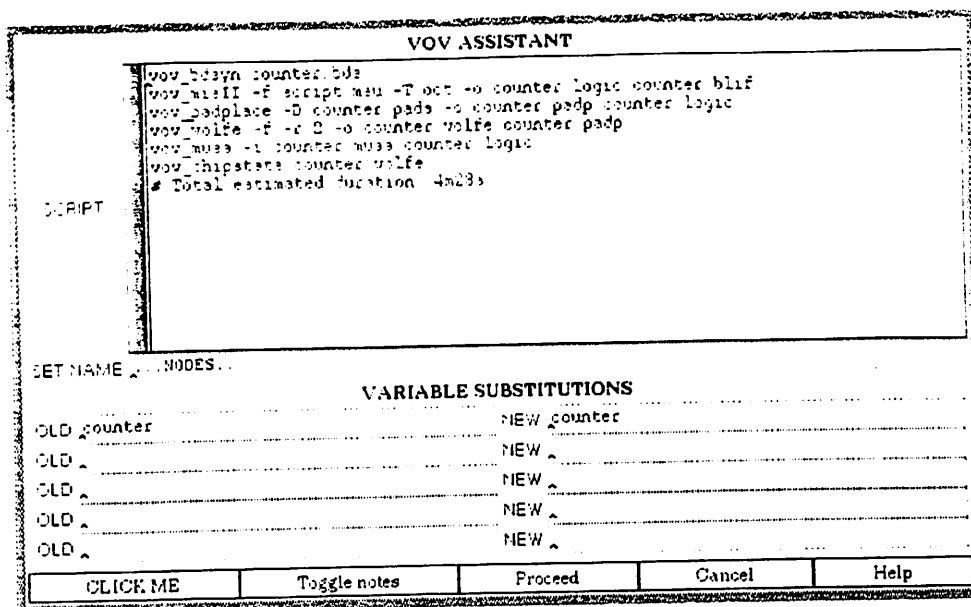 VOV ASSISTANT
vov_bdsyn counter.bds
vov_misII -f script msu -T oct -o counter logic counter blif
vov_padplace -D counter pads -o counter padp counter logic
vov_wolfe -f -r 2 -o counter wolfe counter padp
vov_musa -i counter musa counter logic
vov_chipstats counter wolfe
# Total estimated duration 4m28s
SCRIPT
SET NAME ...NODES..
VARIABLE SUBSTITUTIONS
OLD counter NEW counter
OLD NEW
OLD NEW
OLD NEW
OLD NEW
CLICK ME Toggle notes Proceed Cancel Help